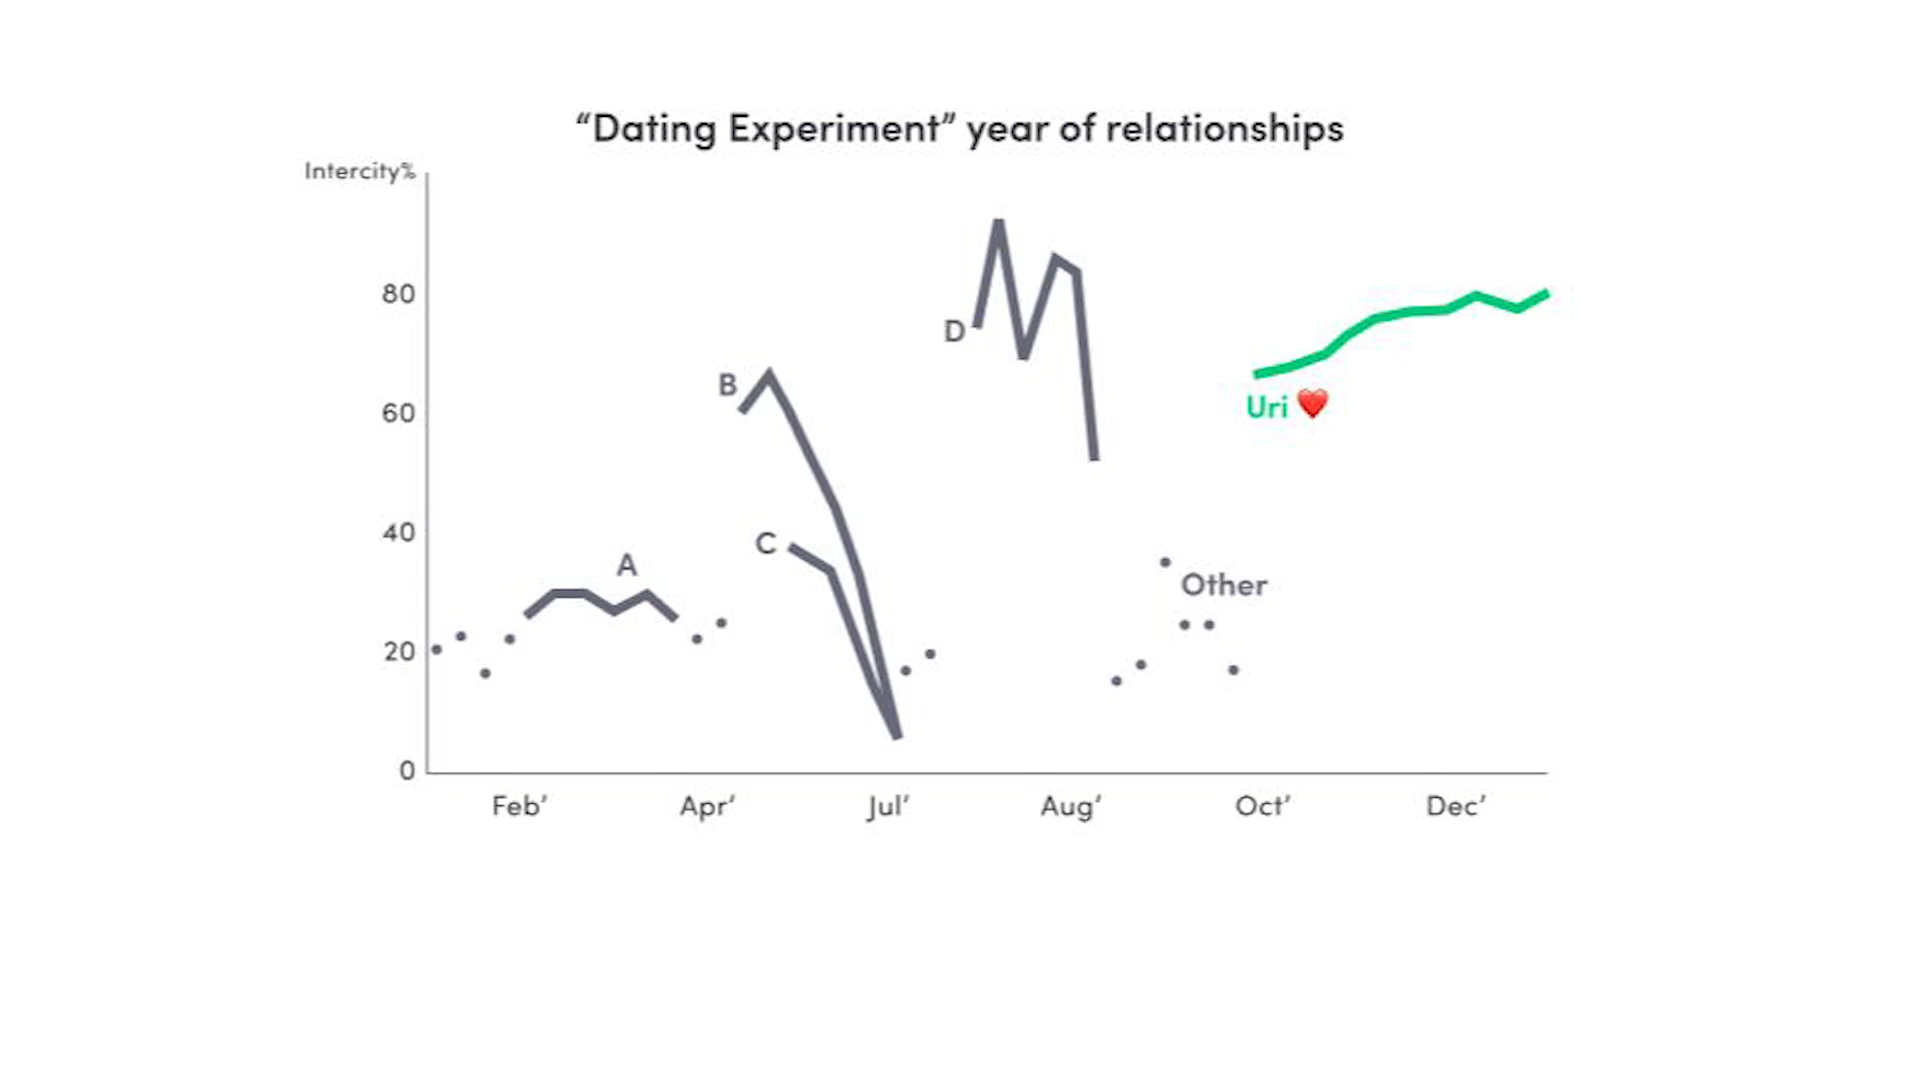 “Dating Experiment” year of relationships
Intercity%
80
60
40
20
0
A
B
C
D
Other
Uri ❤️
Feb’
Apr’
Jul’
Aug’
Oct’
Dec’